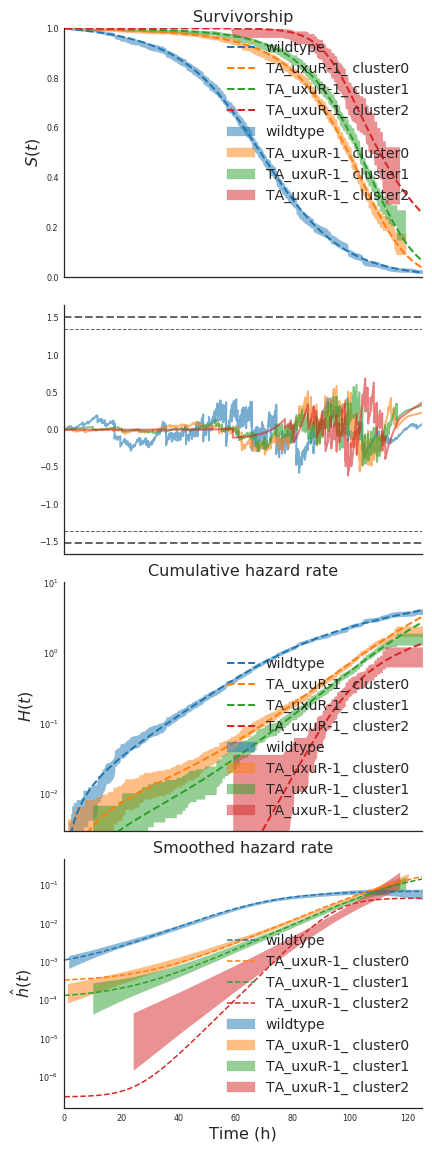 Survivorship
1.0
0.8
0.6
0.4
0.2
0.0
S(t)
wildtype
TA_uxuR-1_ cluster0
TA_uxuR-1_ cluster1
TA_uxuR-1_ cluster2
wildtype
TA_uxuR-1_ cluster0
TA_uxuR-1_ cluster1
TA_uxuR-1_ cluster2
1.5
1.0
0.5
0.0
−0.5
−1.0
−1.5
Cumulative hazard rate
10¹
10⁰
10⁻¹
10⁻²
H(t)
wildtype
TA_uxuR-1_ cluster0
TA_uxuR-1_ cluster1
TA_uxuR-1_ cluster2
wildtype
TA_uxuR-1_ cluster0
TA_uxuR-1_ cluster1
TA_uxuR-1_ cluster2
Smoothed hazard rate
10⁻¹
10⁻²
10⁻³
10⁻⁴
10⁻⁵
10⁻⁶
ĥ(t)
wildtype
TA_uxuR-1_ cluster0
TA_uxuR-1_ cluster1
TA_uxuR-1_ cluster2
wildtype
TA_uxuR-1_ cluster0
TA_uxuR-1_ cluster1
TA_uxuR-1_ cluster2
0 20 40 60 80 100 120
Time (h)